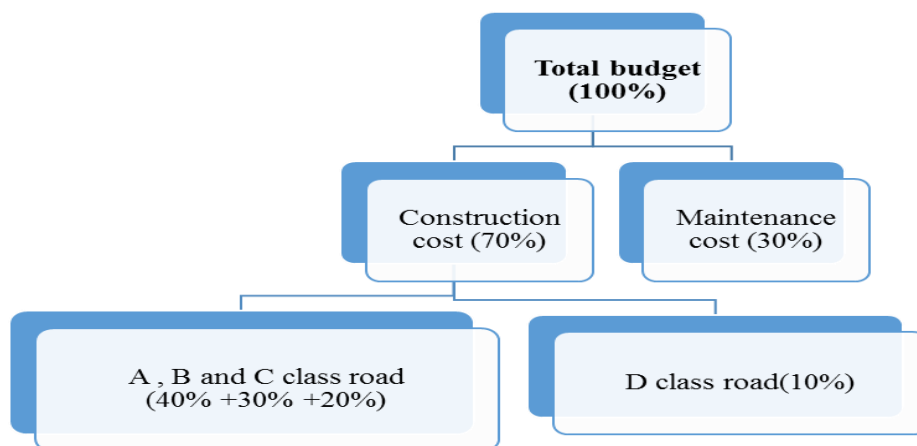 Total budget
(100%)
Construction
cost (70%)
Maintenance
cost (30%)
A , B and C class road
(40% +30% +20%)
D class road(10%)